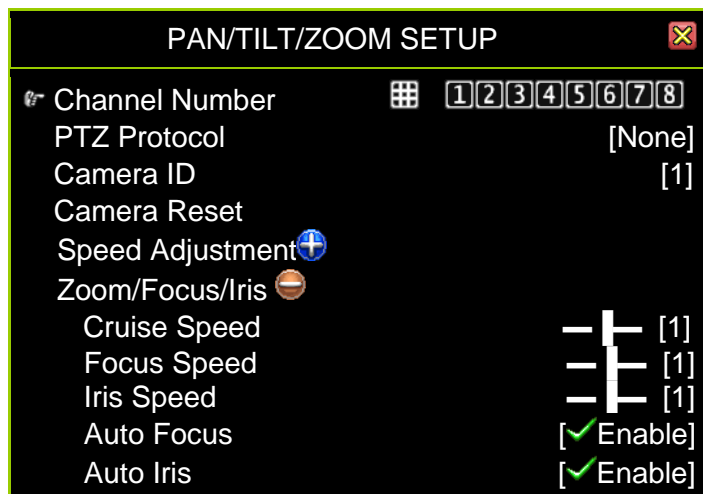 PAN/TILT/ZOOM SETUP
Channel Number 1 2 3 4 5 6 7 8
PTZ Protocol [None]
Camera ID [1]
Camera Reset
Speed Adjustment
Zoom/Focus/Iris
Cruise Speed [1]
Focus Speed [1]
Iris Speed [1]
Auto Focus [✓Enable]
Auto Iris [✓Enable]